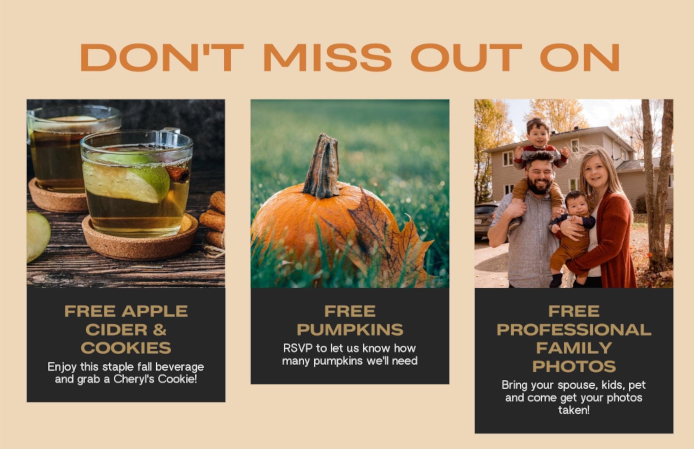 DON'T MISS OUT ON
FREE APPLE
CIDER &
COOKIES
Enjoy this staple fall beverage
and grab a Cheryl's Cookie!
FREE
PUMPKINS
RSVP to let us know how
many pumpkins we'll need
FREE
PROFESSIONAL
FAMILY
PHOTOS
Bring your spouse, kids, pet
and come get your photos
taken!